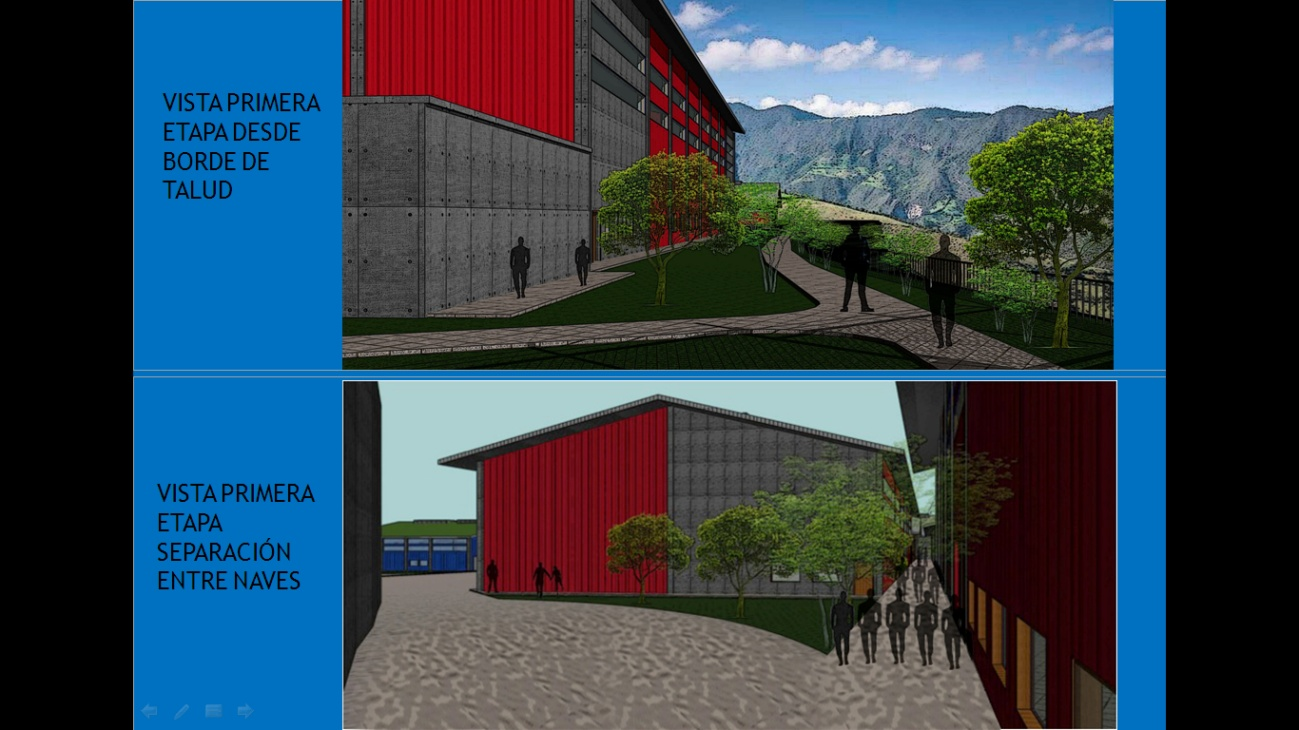 VISTA PRIMERA
ETAPA DESDE
BORDE DE
TALUD
VISTA PRIMERA
ETAPA
SEPARACIÓN
ENTRE NAVES